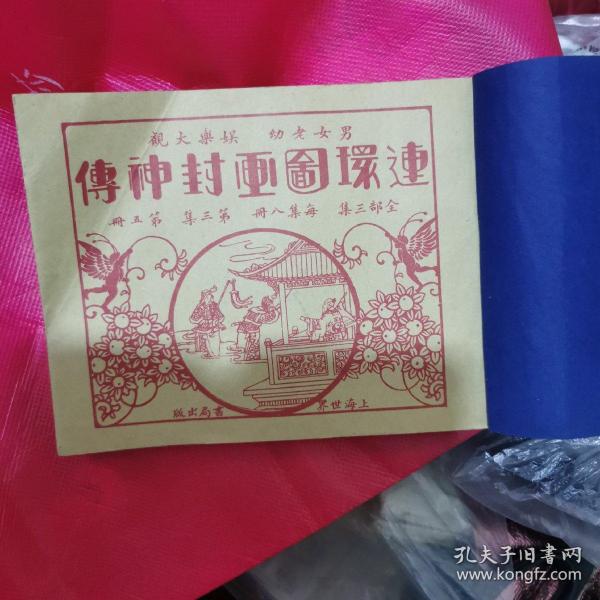 男女老幼 娛樂大觀
連環圖畫封神傳
全部三集 每集八冊 第三集 第五冊
上海世界書局出版
孔夫子旧書网
www.kongfz.com